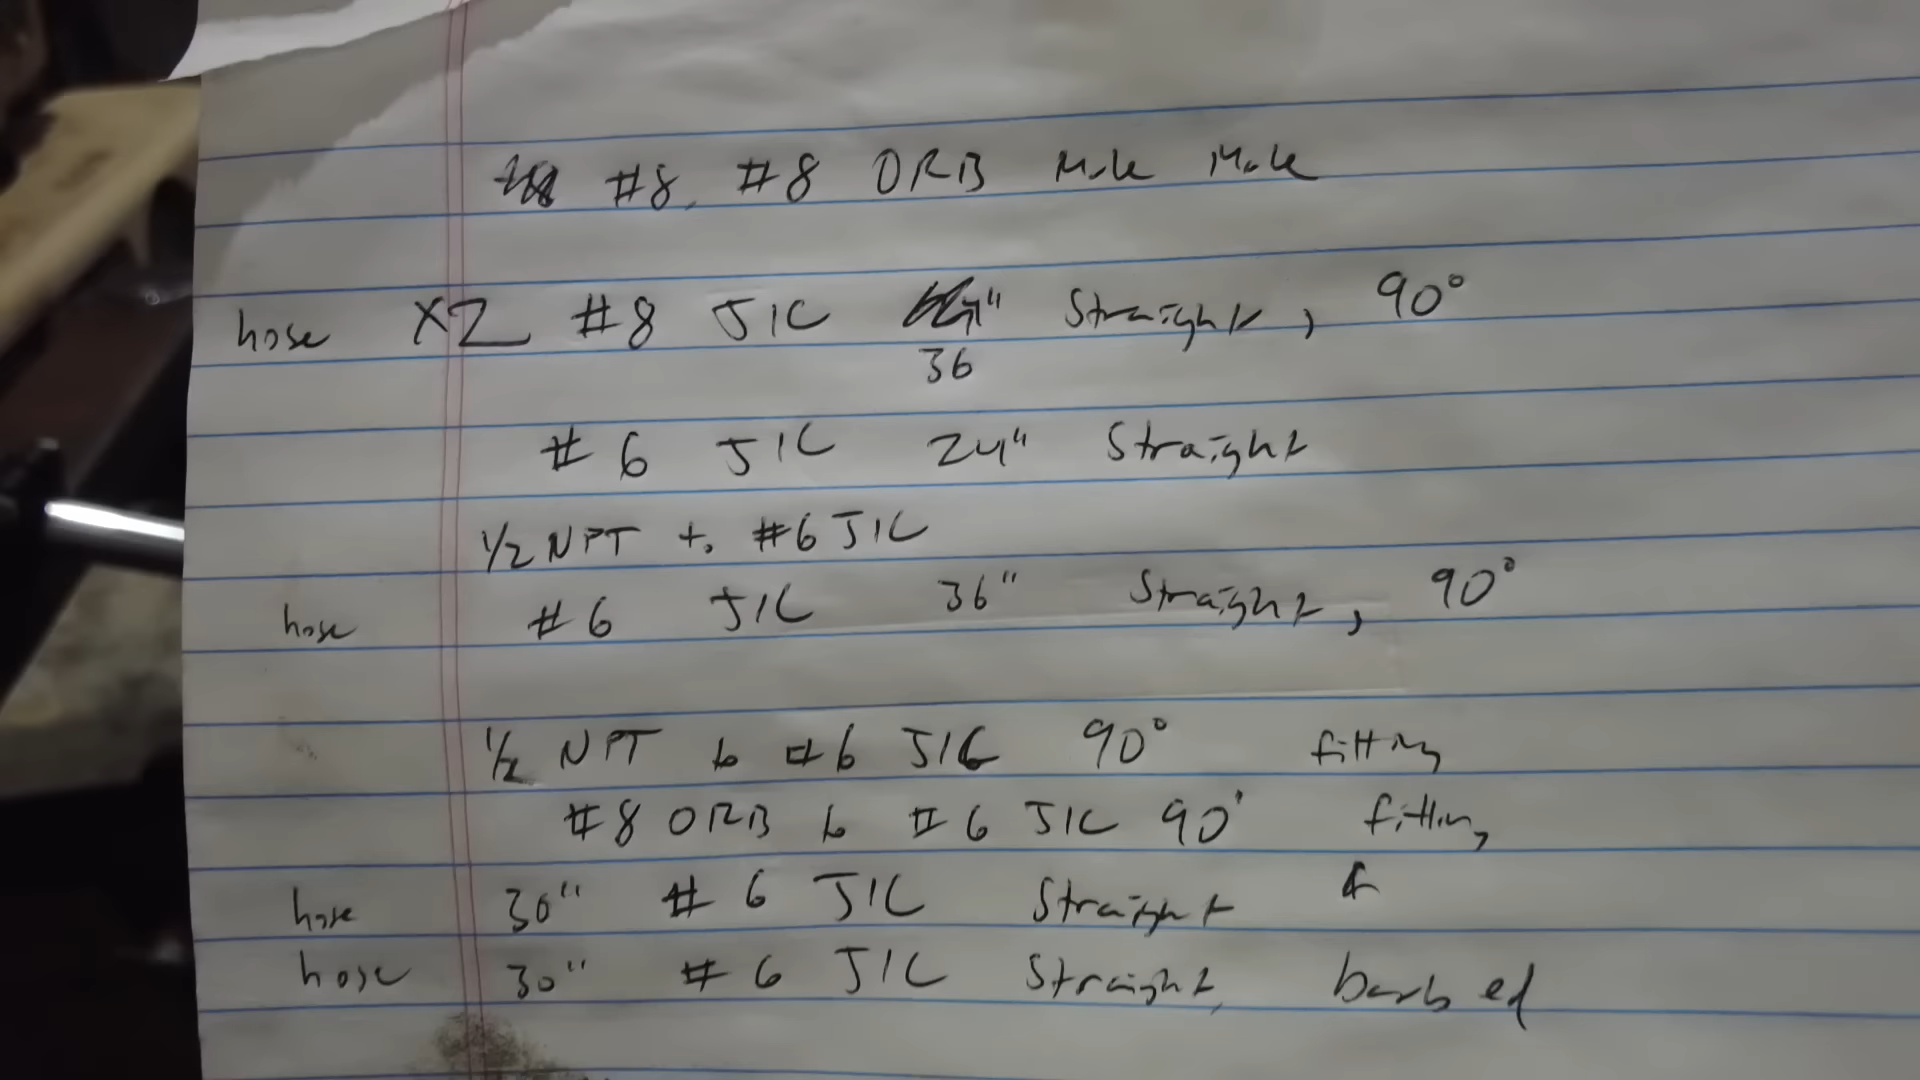 #8, #8 ORB Male Male
hose X2 #8 JIC 36" Straight, 90°
#6 JIC 24" Straight
1/2 NPT to #6 JIC
hose #6 JIC 36" Straight, 90°
1/2 NPT to #6 JIC 90° fitting
#8 ORB to #6 JIC 90° fitting
hose 30" #6 JIC Straight
hose 30" #6 JIC Straight, barbed